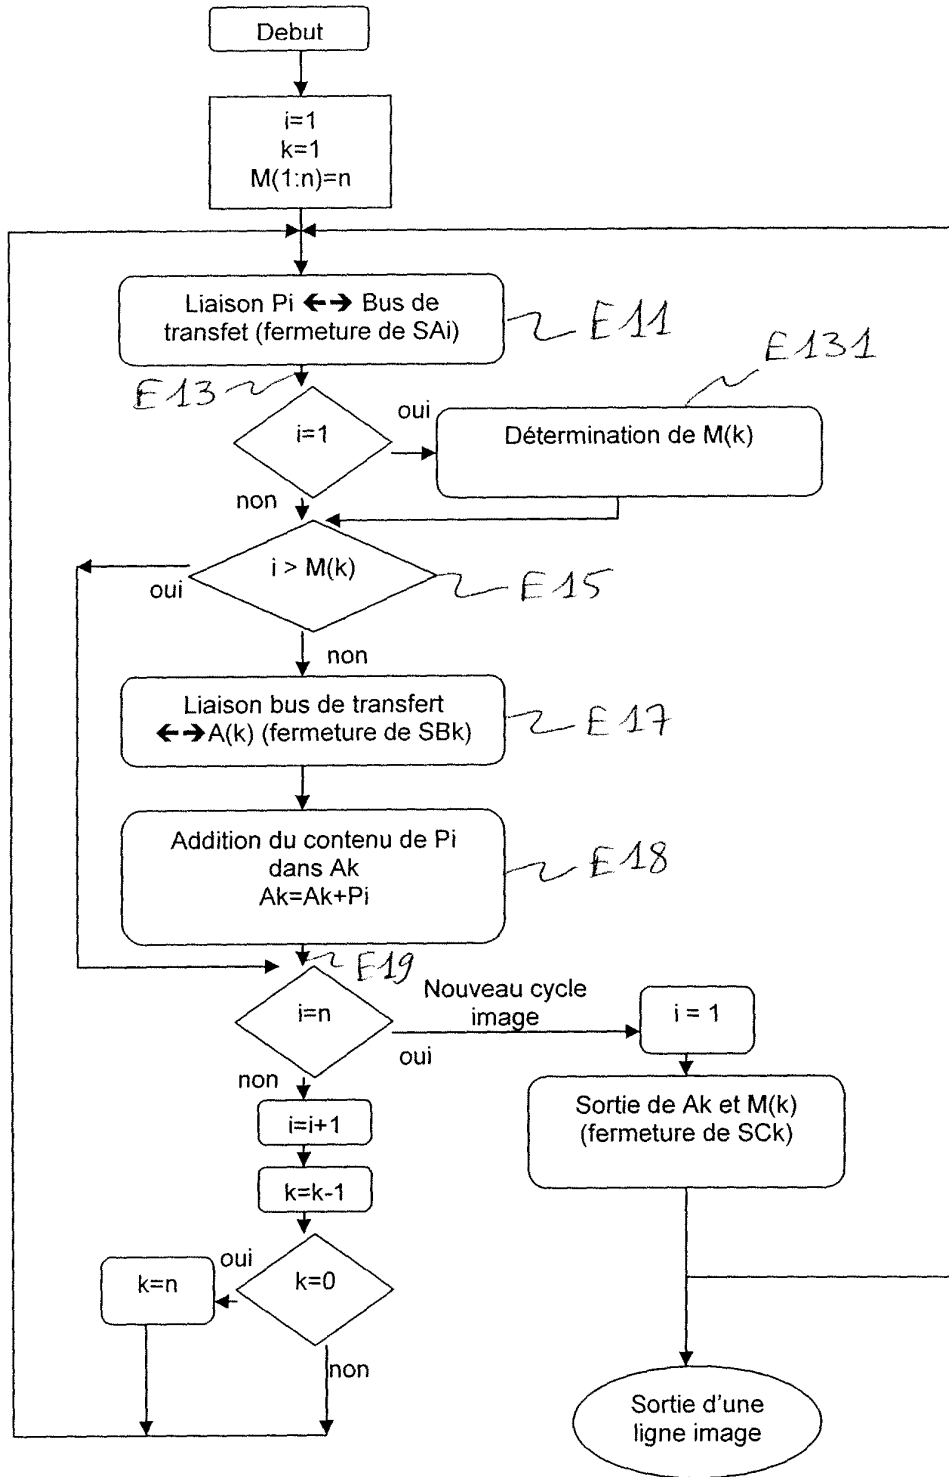 Debut
i=1
k=1
M(1:n)=n
Liaison Pi ←→ Bus de
transfet (fermeture de SAi)
E11
E131
E13
oui
i=1
Détermination de M(k)
non
i > M(k)
oui
E15
non
Liaison bus de transfert
←→A(k) (fermeture de SBk)
E17
Addition du contenu de Pi
dans Ak
Ak=Ak+Pi
E18
E19
i=n
Nouveau cycle
image
oui
i = 1
non
i=i+1
Sortie de Ak et M(k)
(fermeture de SCk)
k=k-1
oui
k=n
k=0
non
Sortie d'une
ligne image